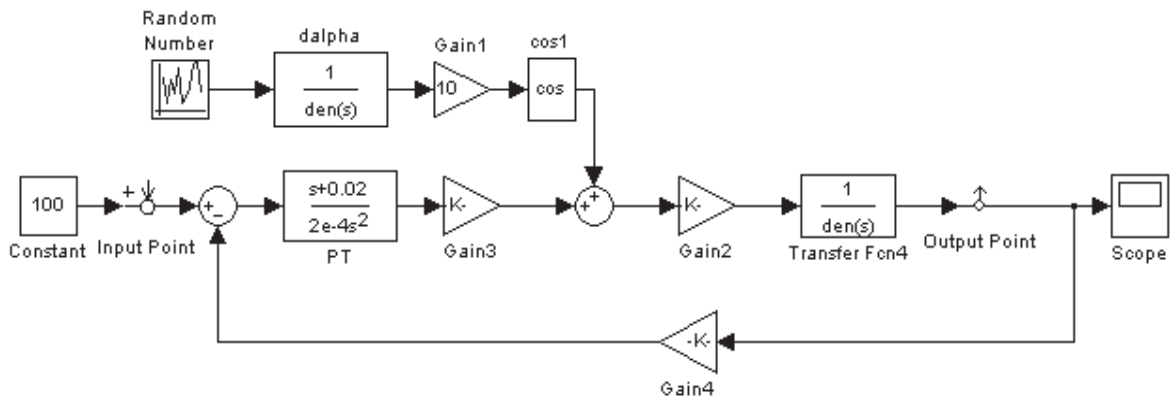 Random
Number
dalpha
1
den(s)
Gain1
10
cos1
cos
100
Constant
+
Input Point
+
−
s+0.02
2e-4s²
PT
K-
Gain3
+
+
K-
Gain2
1
den(s)
Transfer Fcn4
Output Point
Scope
-K-
Gain4